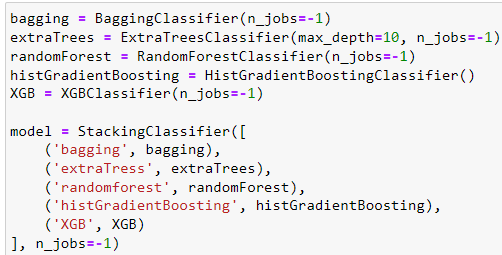 bagging = BaggingClassifier(n_jobs=-1)
extraTrees = ExtraTreesClassifier(max_depth=10, n_jobs=-1)
randomForest = RandomForestClassifier(n_jobs=-1)
histGradientBoosting = HistGradientBoostingClassifier()
XGB = XGBClassifier(n_jobs=-1)

model = StackingClassifier([
    ('bagging', bagging),
    ('extraTress', extraTrees),
    ('randomforest', randomForest),
    ('histGradientBoosting', histGradientBoosting),
    ('XGB', XGB)
], n_jobs=-1)